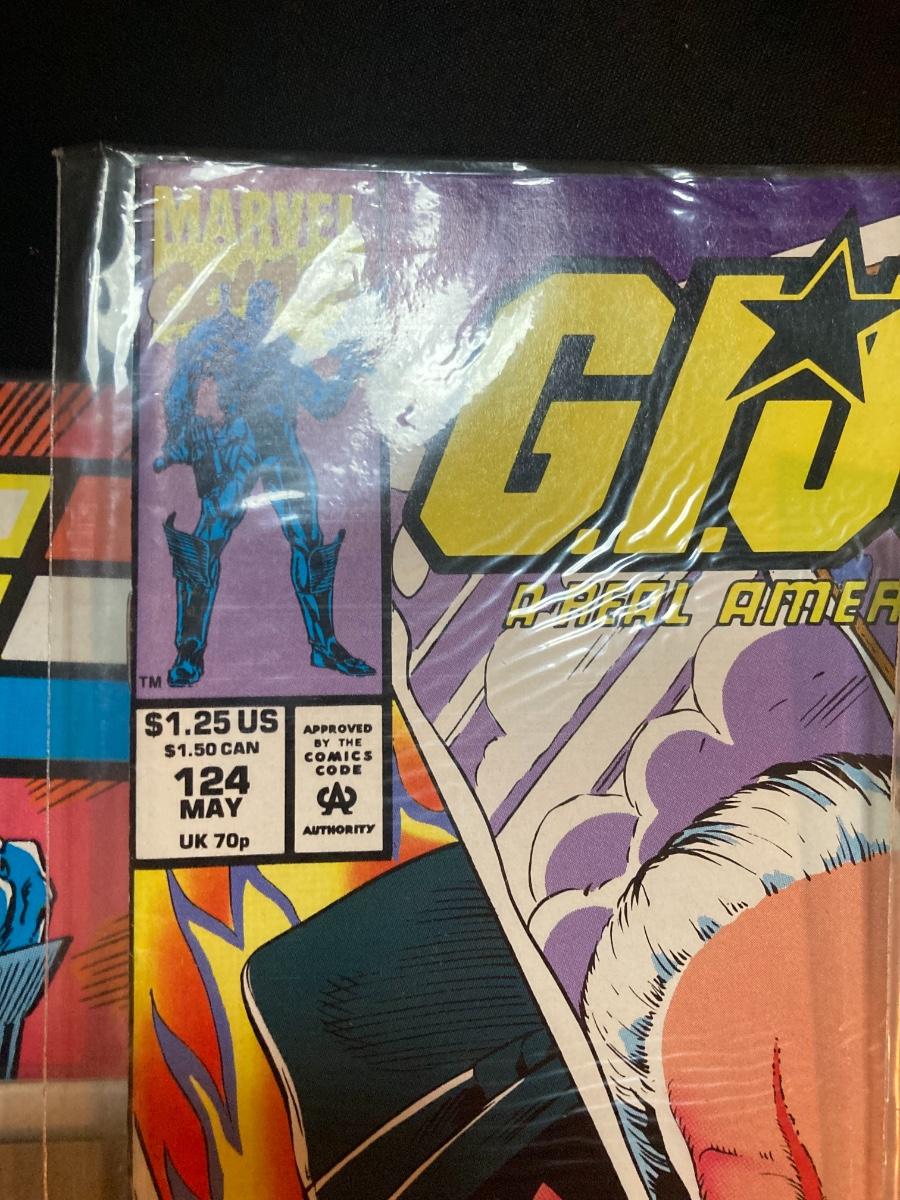 MARVEL
G.I.J
A REAL AMER
TM
$1.25 US
$1.50 CAN
124
MAY
UK 70p
APPROVED
BY THE
COMICS
CODE
CA
AUTHORITY